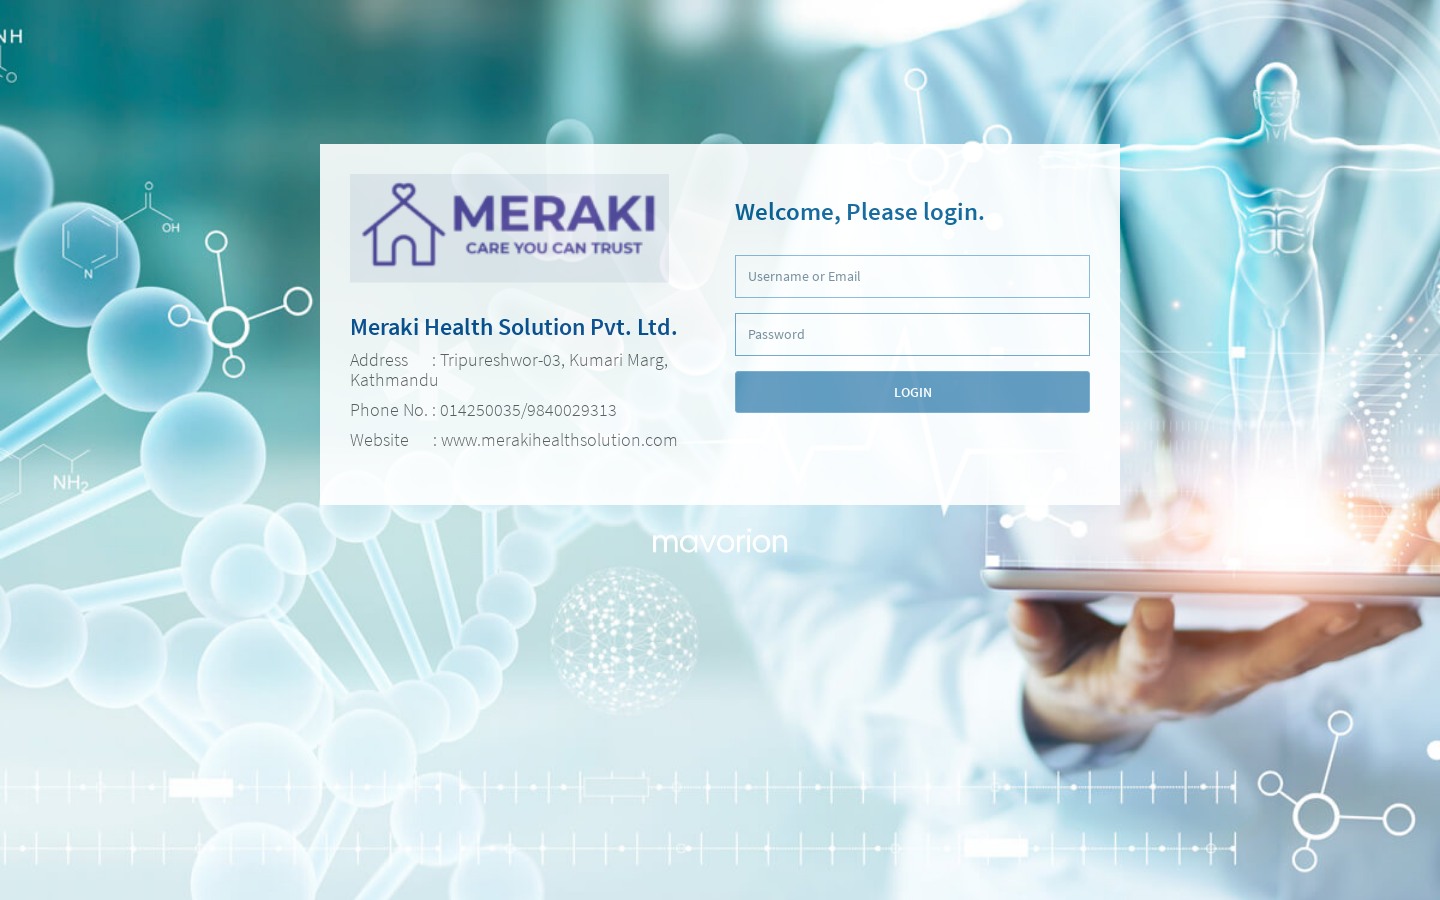 NH
OH
N
NH2
MERAKI
CARE YOU CAN TRUST
Meraki Health Solution Pvt. Ltd.
Address : Tripureshwor-03, Kumari Marg,
Kathmandu
Phone No. : 014250035/9840029313
Website : www.merakihealthsolution.com
Welcome, Please login.
Username or Email
Password
LOGIN
mavorion